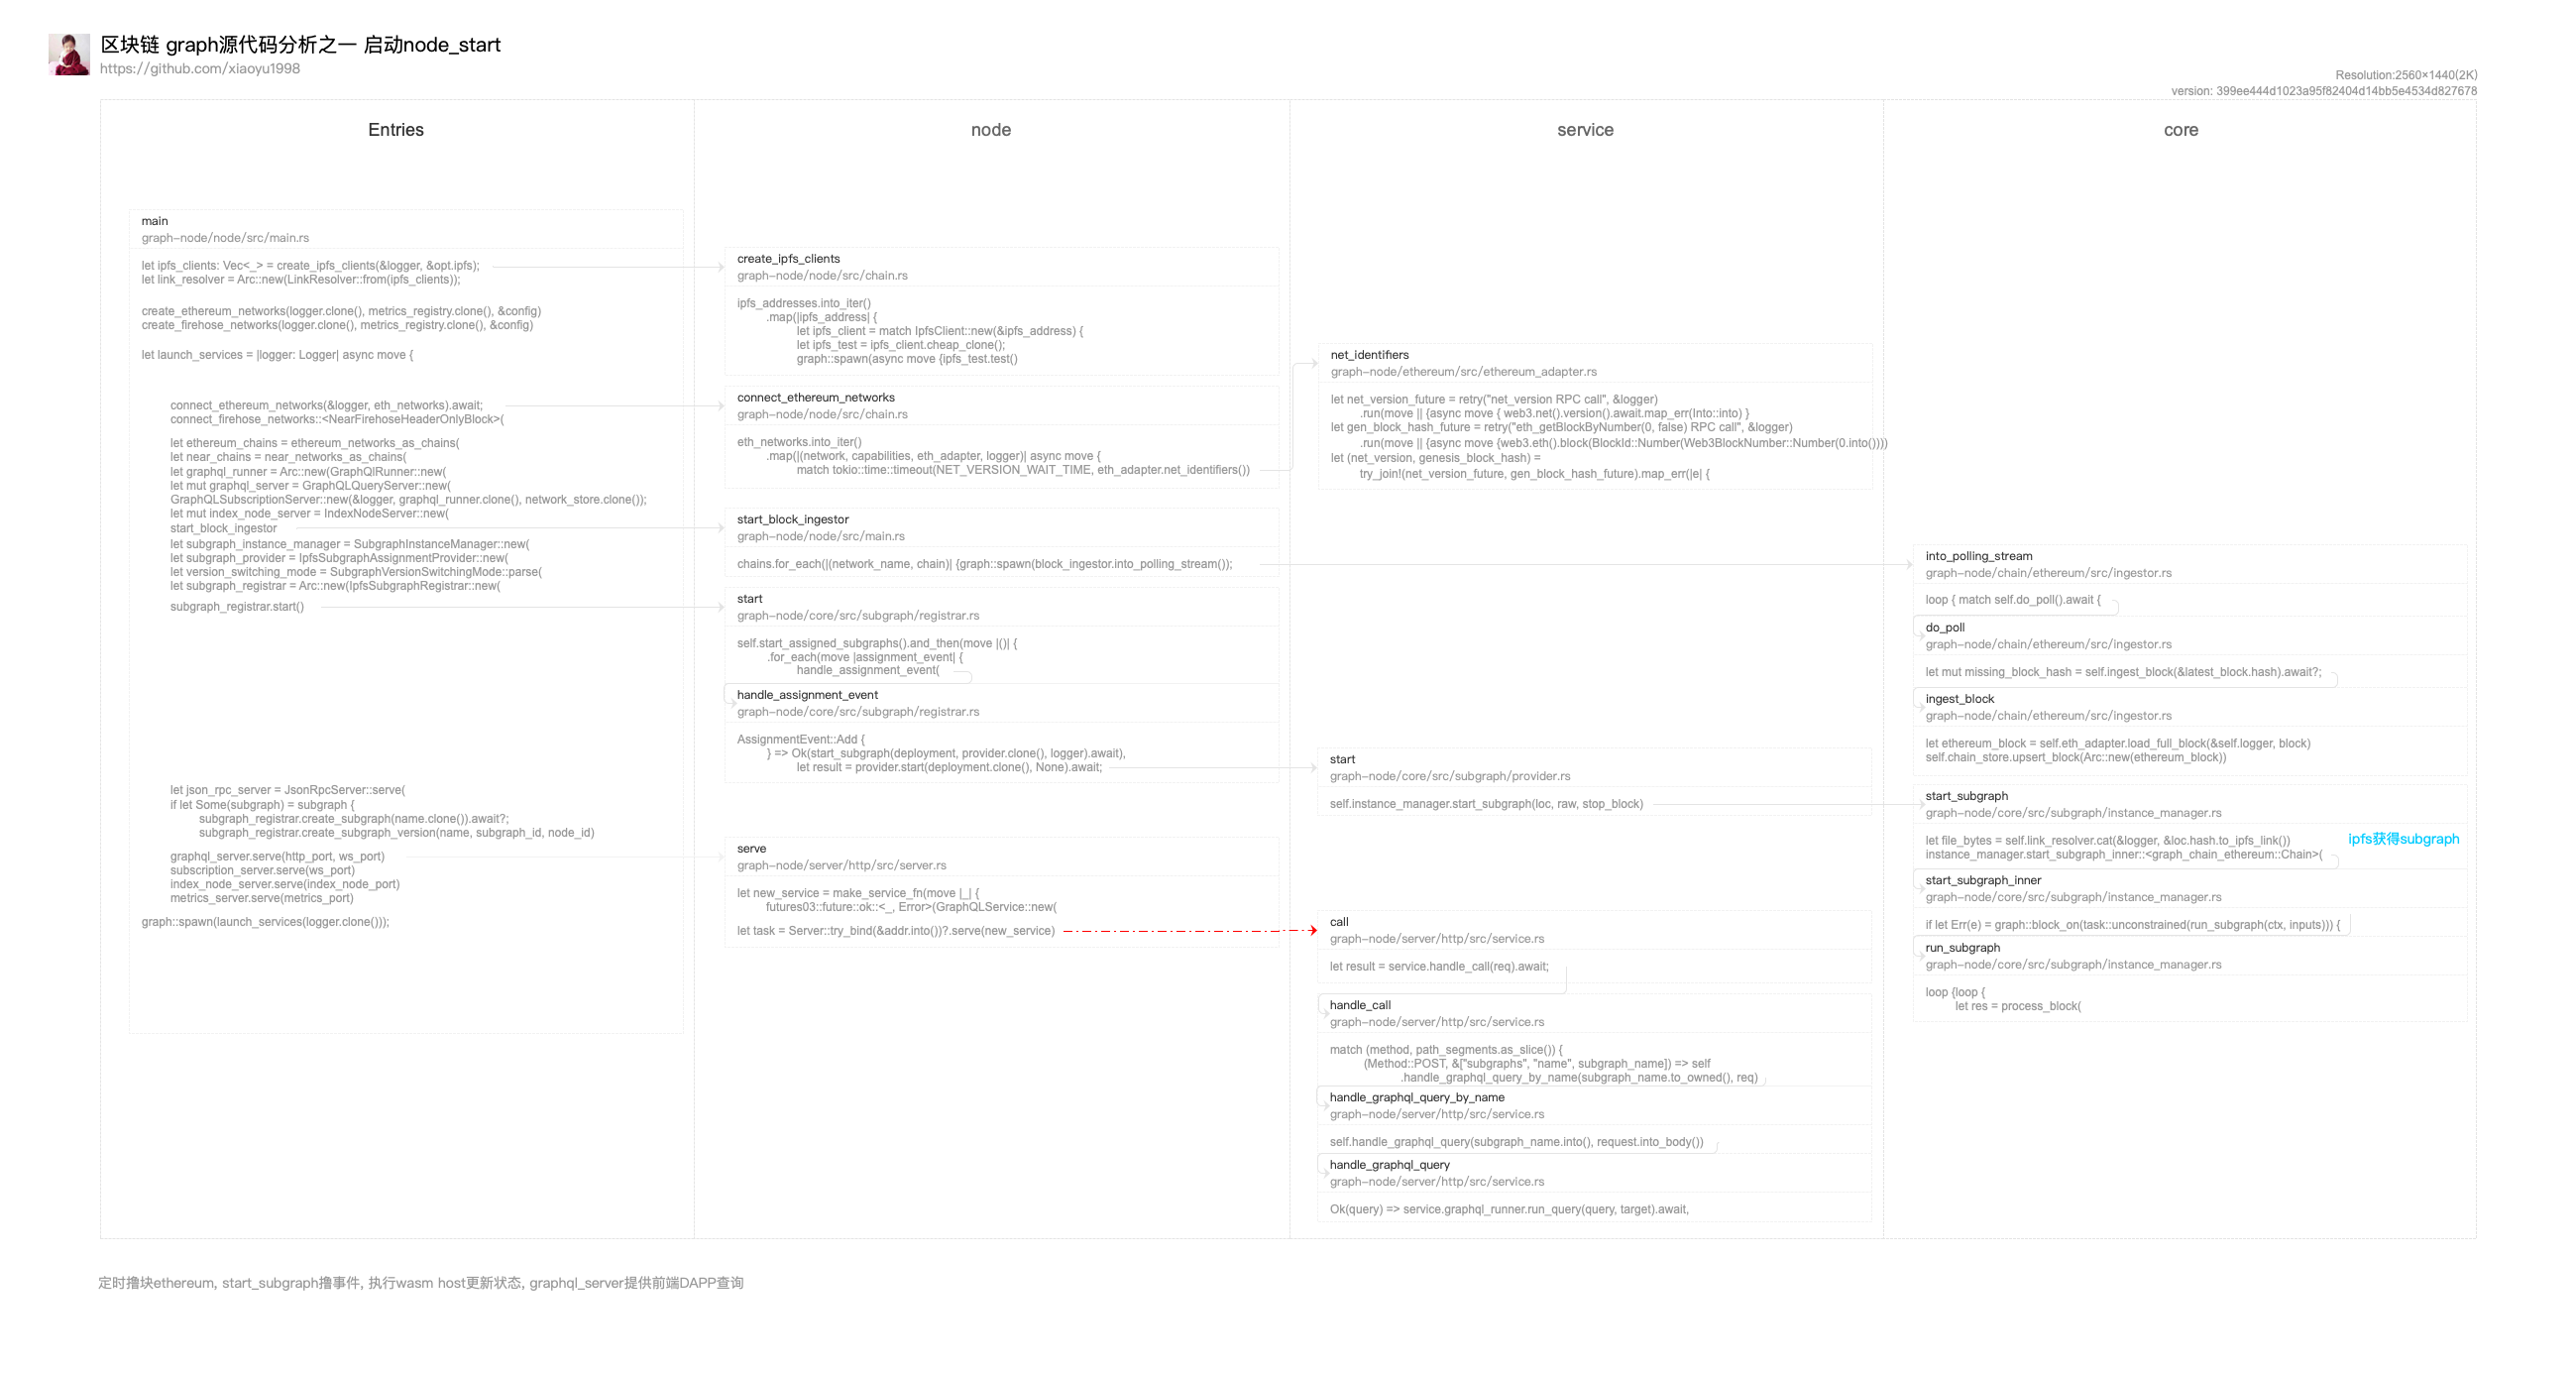 区块链 graph源代码分析之一 启动node_start
https://github.com/xiaoyu1998
Resolution:2560×1440(2K)
version: 399ee444d1023a95f82404d14bb5e4534d827678
Entries
node
service
core
main
graph-node/node/src/main.rs
let ipfs_clients: Vec<_> = create_ipfs_clients(&logger, &opt.ipfs);
let link_resolver = Arc::new(LinkResolver::from(ipfs_clients));
create_ethereum_networks(logger.clone(), metrics_registry.clone(), &config)
create_firehose_networks(logger.clone(), metrics_registry.clone(), &config)
let launch_services = |logger: Logger| async move {
connect_ethereum_networks(&logger, eth_networks).await;
connect_firehose_networks::<NearFirehoseHeaderOnlyBlock>(
let ethereum_chains = ethereum_networks_as_chains(
let near_chains = near_networks_as_chains(
let graphql_runner = Arc::new(GraphQlRunner::new(
let mut graphql_server = GraphQLQueryServer::new(
GraphQLSubscriptionServer::new(&logger, graphql_runner.clone(), network_store.clone());
let mut index_node_server = IndexNodeServer::new(
start_block_ingestor
let subgraph_instance_manager = SubgraphInstanceManager::new(
let subgraph_provider = IpfsSubgraphAssignmentProvider::new(
let version_switching_mode = SubgraphVersionSwitchingMode::parse(
let subgraph_registrar = Arc::new(IpfsSubgraphRegistrar::new(
subgraph_registrar.start()
let json_rpc_server = JsonRpcServer::serve(
if let Some(subgraph) = subgraph {
subgraph_registrar.create_subgraph(name.clone()).await?;
subgraph_registrar.create_subgraph_version(name, subgraph_id, node_id)
graphql_server.serve(http_port, ws_port)
subscription_server.serve(ws_port)
index_node_server.serve(index_node_port)
metrics_server.serve(metrics_port)
graph::spawn(launch_services(logger.clone()));
create_ipfs_clients
graph-node/node/src/chain.rs
ipfs_addresses.into_iter()
.map(|ipfs_address| {
let ipfs_client = match IpfsClient::new(&ipfs_address) {
let ipfs_test = ipfs_client.cheap_clone();
graph::spawn(async move {ipfs_test.test()
connect_ethereum_networks
graph-node/node/src/chain.rs
eth_networks.into_iter()
.map(|(network, capabilities, eth_adapter, logger)| async move {
match tokio::time::timeout(NET_VERSION_WAIT_TIME, eth_adapter.net_identifiers())
start_block_ingestor
graph-node/node/src/main.rs
chains.for_each(|(network_name, chain)| {graph::spawn(block_ingestor.into_polling_stream());
start
graph-node/core/src/subgraph/registrar.rs
self.start_assigned_subgraphs().and_then(move |()| {
.for_each(move |assignment_event| {
handle_assignment_event(
handle_assignment_event
graph-node/core/src/subgraph/registrar.rs
AssignmentEvent::Add {
} => Ok(start_subgraph(deployment, provider.clone(), logger).await),
let result = provider.start(deployment.clone(), None).await;
serve
graph-node/server/http/src/server.rs
let new_service = make_service_fn(move |_| {
futures03::future::ok::<_, Error>(GraphQLService::new(
let task = Server::try_bind(&addr.into())?.serve(new_service)
net_identifiers
graph-node/ethereum/src/ethereum_adapter.rs
let net_version_future = retry("net_version RPC call", &logger)
.run(move || {async move { web3.net().version().await.map_err(Into::into) }
let gen_block_hash_future = retry("eth_getBlockByNumber(0, false) RPC call", &logger)
.run(move || {async move {web3.eth().block(BlockId::Number(Web3BlockNumber::Number(0.into())))
let (net_version, genesis_block_hash) =
try_join!(net_version_future, gen_block_hash_future).map_err(|e| {
start
graph-node/core/src/subgraph/provider.rs
self.instance_manager.start_subgraph(loc, raw, stop_block)
call
graph-node/server/http/src/service.rs
let result = service.handle_call(req).await;
handle_call
graph-node/server/http/src/service.rs
match (method, path_segments.as_slice()) {
(Method::POST, &["subgraphs", "name", subgraph_name]) => self
.handle_graphql_query_by_name(subgraph_name.to_owned(), req)
handle_graphql_query_by_name
graph-node/server/http/src/service.rs
self.handle_graphql_query(subgraph_name.into(), request.into_body())
handle_graphql_query
graph-node/server/http/src/service.rs
Ok(query) => service.graphql_runner.run_query(query, target).await,
into_polling_stream
graph-node/chain/ethereum/src/ingestor.rs
loop { match self.do_poll().await {
do_poll
graph-node/chain/ethereum/src/ingestor.rs
let mut missing_block_hash = self.ingest_block(&latest_block.hash).await?;
ingest_block
graph-node/chain/ethereum/src/ingestor.rs
let ethereum_block = self.eth_adapter.load_full_block(&self.logger, block)
self.chain_store.upsert_block(Arc::new(ethereum_block))
start_subgraph
graph-node/core/src/subgraph/instance_manager.rs
let file_bytes = self.link_resolver.cat(&logger, &loc.hash.to_ipfs_link())
ipfs获得subgraph
instance_manager.start_subgraph_inner::<graph_chain_ethereum::Chain>(
start_subgraph_inner
graph-node/core/src/subgraph/instance_manager.rs
if let Err(e) = graph::block_on(task::unconstrained(run_subgraph(ctx, inputs))) {
run_subgraph
graph-node/core/src/subgraph/instance_manager.rs
loop {loop {
let res = process_block(
定时撸块ethereum, start_subgraph撸事件, 执行wasm host更新状态, graphql_server提供前端DAPP查询